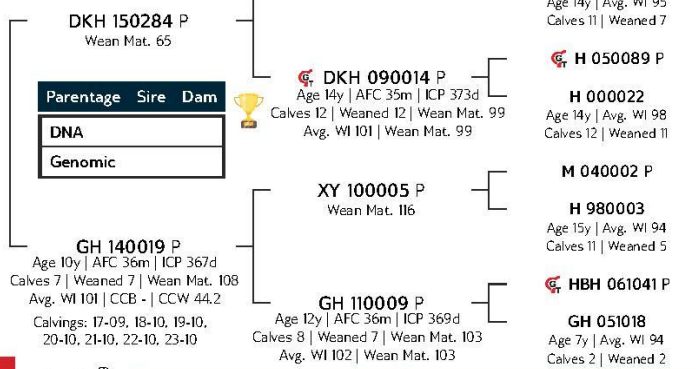 DKH 150284 P
Wean Mat. 65
Parentage Sire Dam
DNA
Genomic
GH 140019 P
Age 10y | AFC 36m | ICP 367d
Calves 7 | Weaned 7 | Wean Mat. 108
Avg. WI 101 | CCB - | CCW 44.2
Calvings: 17-09, 18-10, 19-10,
20-10, 21-10, 22-10, 23-10
DKH 090014 P
Age 14y | AFC 35m | ICP 373d
Calves 12 | Weaned 12 | Wean Mat. 99
Avg. WI 101 | Wean Mat. 99
XY 100005 P
Wean Mat. 116
GH 110009 P
Age 12y | AFC 36m | ICP 369d
Calves 8 | Weaned 7 | Wean Mat. 103
Avg. WI 102 | Wean Mat. 103
Age 14y | Avg. WI 95
Calves 11 | Weaned 7
H 050089 P
H 000022
Age 14y | Avg. WI 98
Calves 12 | Weaned 11
M 040002 P
H 980003
Age 15y | Avg. WI 94
Calves 11 | Weaned 5
HBH 061041 P
GH 051018
Age 7y | Avg. WI 94
Calves 2 | Weaned 2